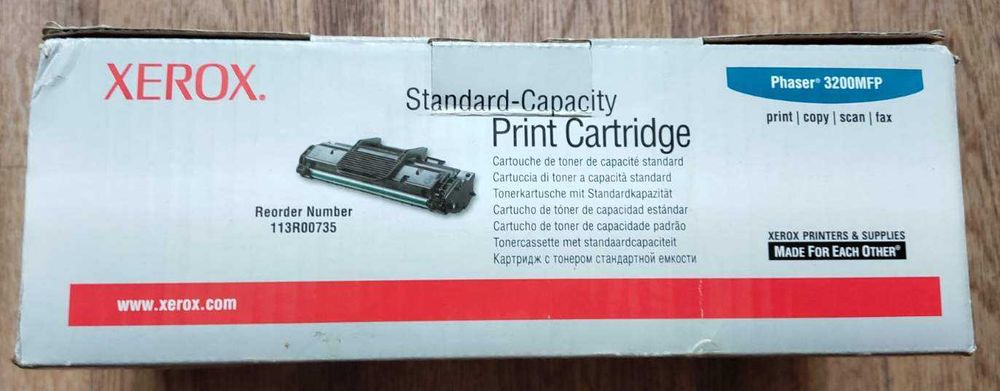 XEROX.
Standard-Capacity
Print Cartridge
Cartouche de toner de capacité standard
Cartuccia di toner a capacità standard
Tonerkartusche mit Standardkapazität
Cartucho de tóner de capacidad estándar
Cartucho de toner de capacidade padrão
Tonercassette met standaardcapaciteit
Картридж с тонером стандартной емкости
Reorder Number
113R00735
Phaser® 3200MFP
print | copy | scan | fax
XEROX PRINTERS & SUPPLIES
MADE FOR EACH OTHER®
www.xerox.com